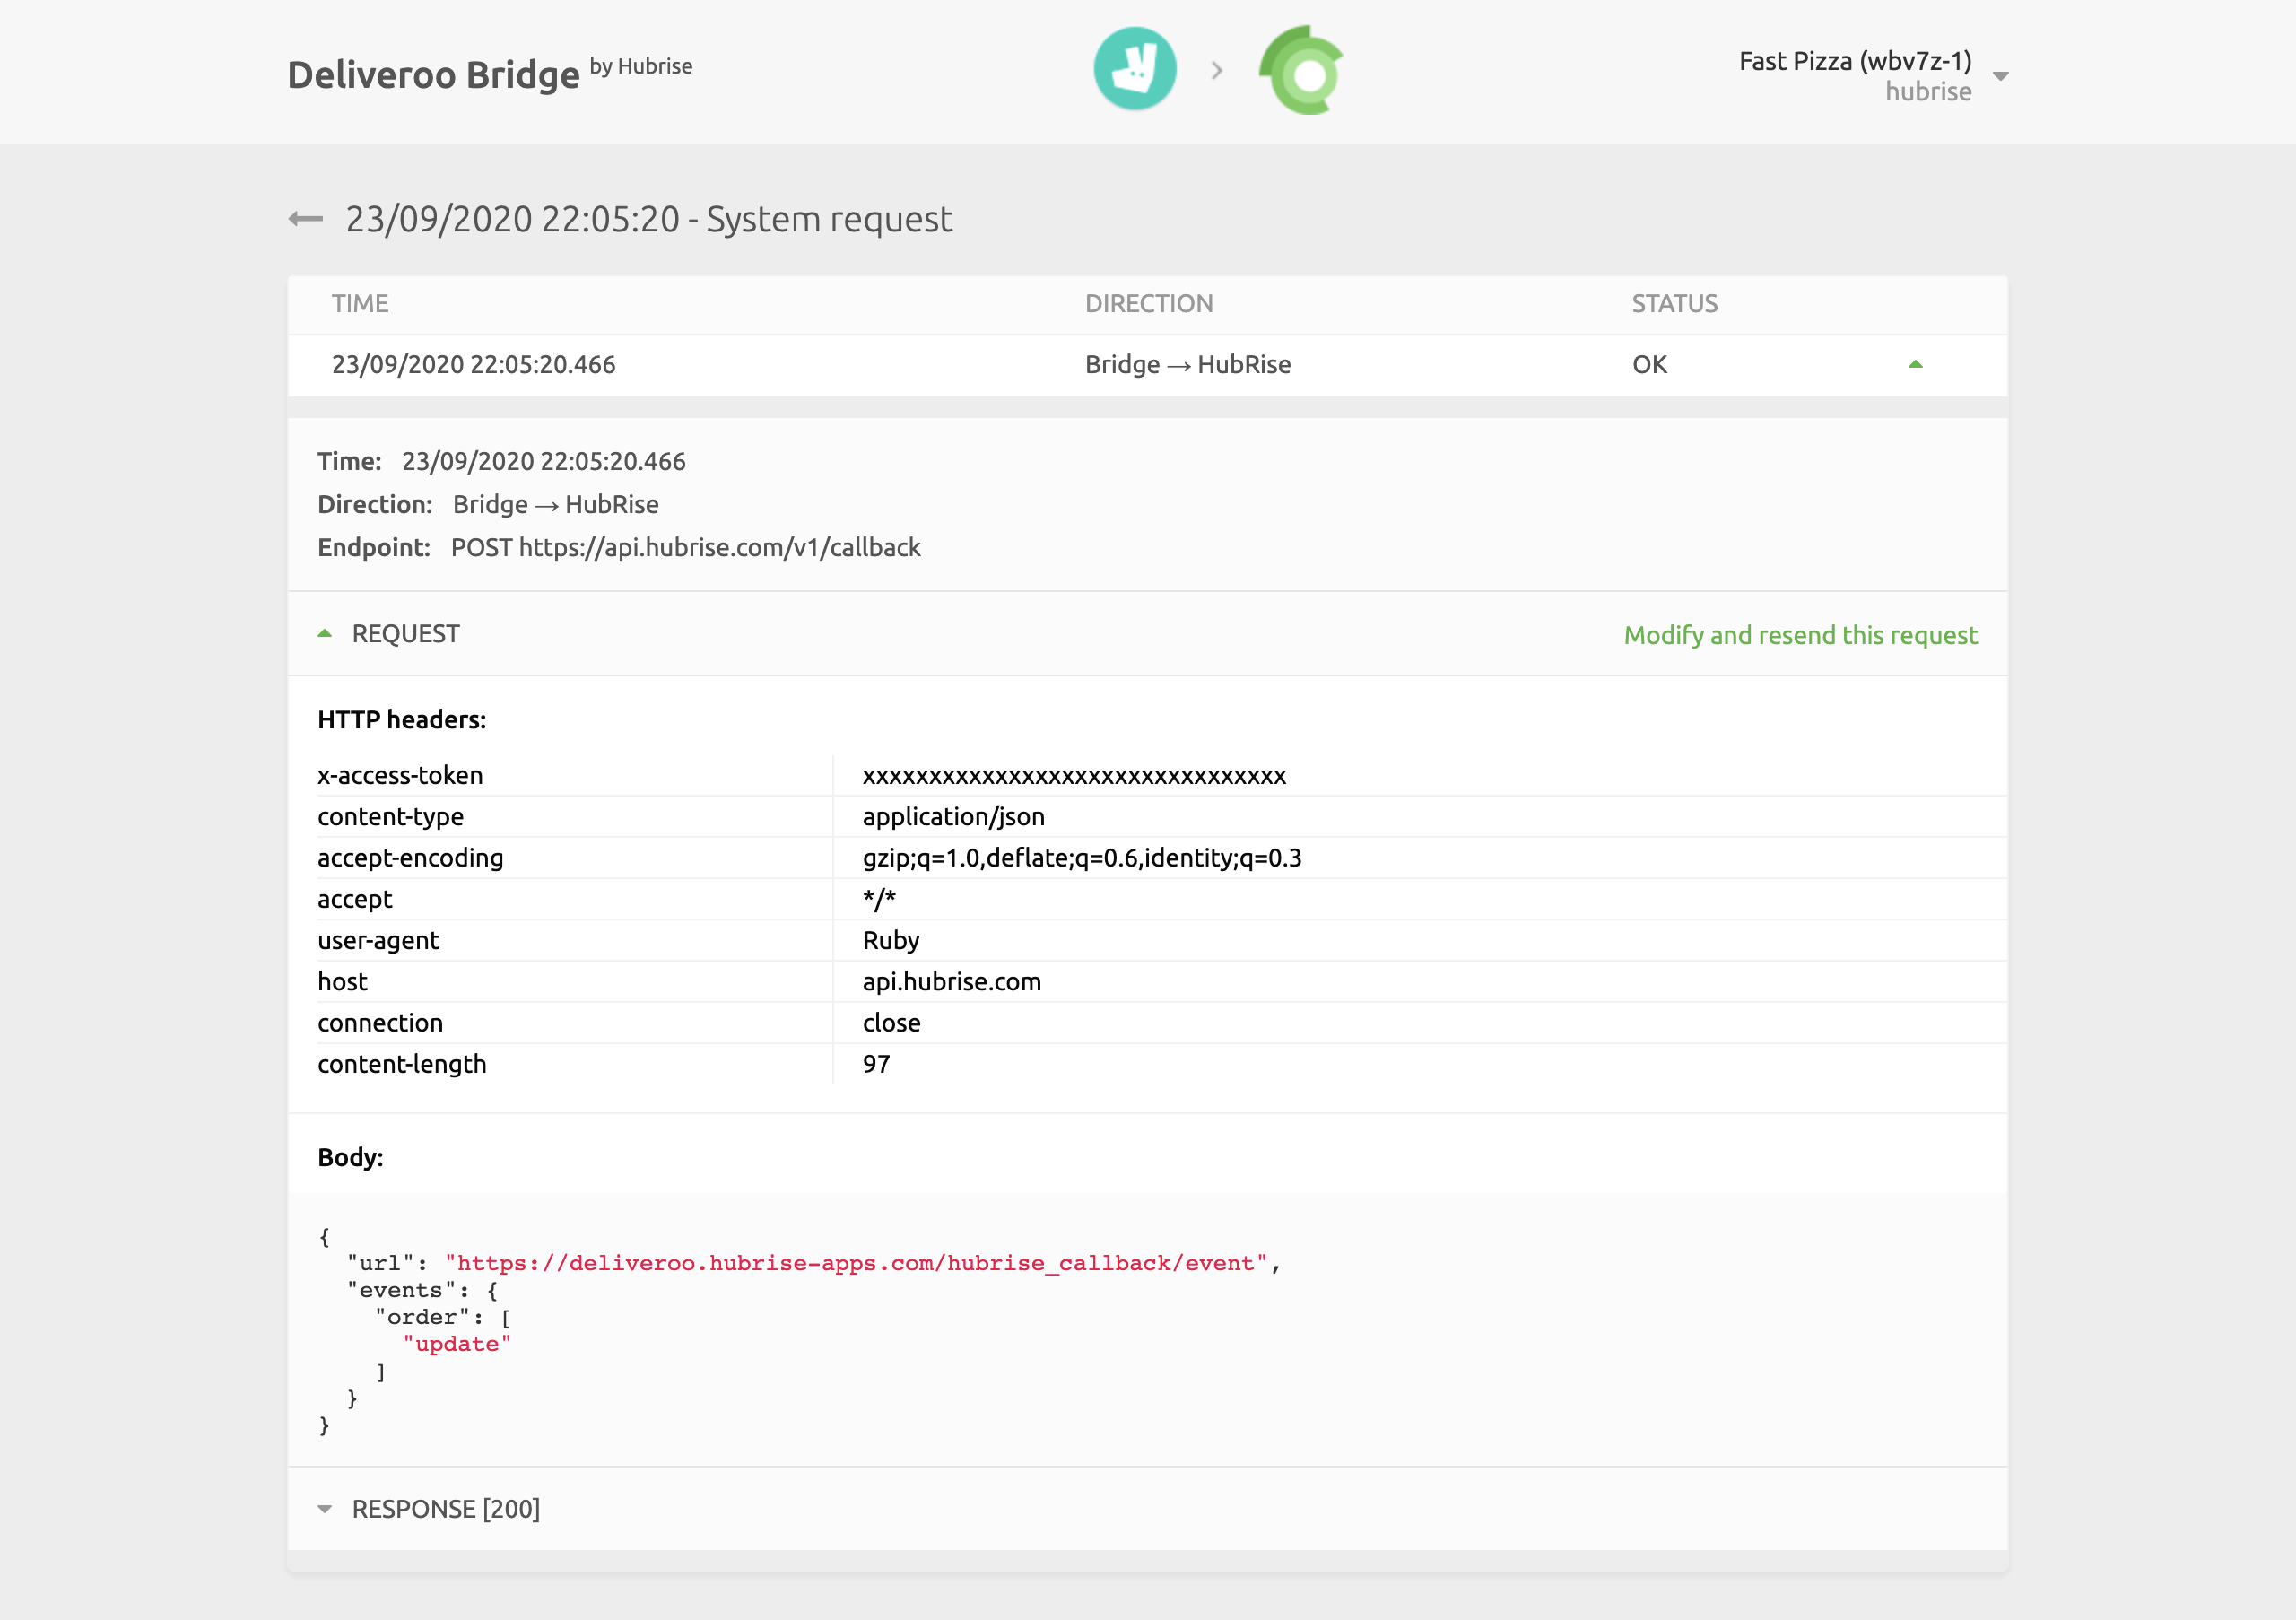 Deliveroo Bridge by Hubrise
Fast Pizza (wbv7z-1)
hubrise
23/09/2020 22:05:20 - System request
TIME DIRECTION STATUS
23/09/2020 22:05:20.466 Bridge → HubRise OK
Time: 23/09/2020 22:05:20.466
Direction: Bridge → HubRise
Endpoint: POST https://api.hubrise.com/v1/callback
REQUEST Modify and resend this request
HTTP headers:
x-access-token xxxxxxxxxxxxxxxxxxxxxxxxxxxxxxxx
content-type application/json
accept-encoding gzip;q=1.0,deflate;q=0.6,identity;q=0.3
accept */*
user-agent Ruby
host api.hubrise.com
connection close
content-length 97
Body:
{
  "url": "https://deliveroo.hubrise-apps.com/hubrise_callback/event",
  "events": {
    "order": [
      "update"
    ]
  }
}
RESPONSE [200]